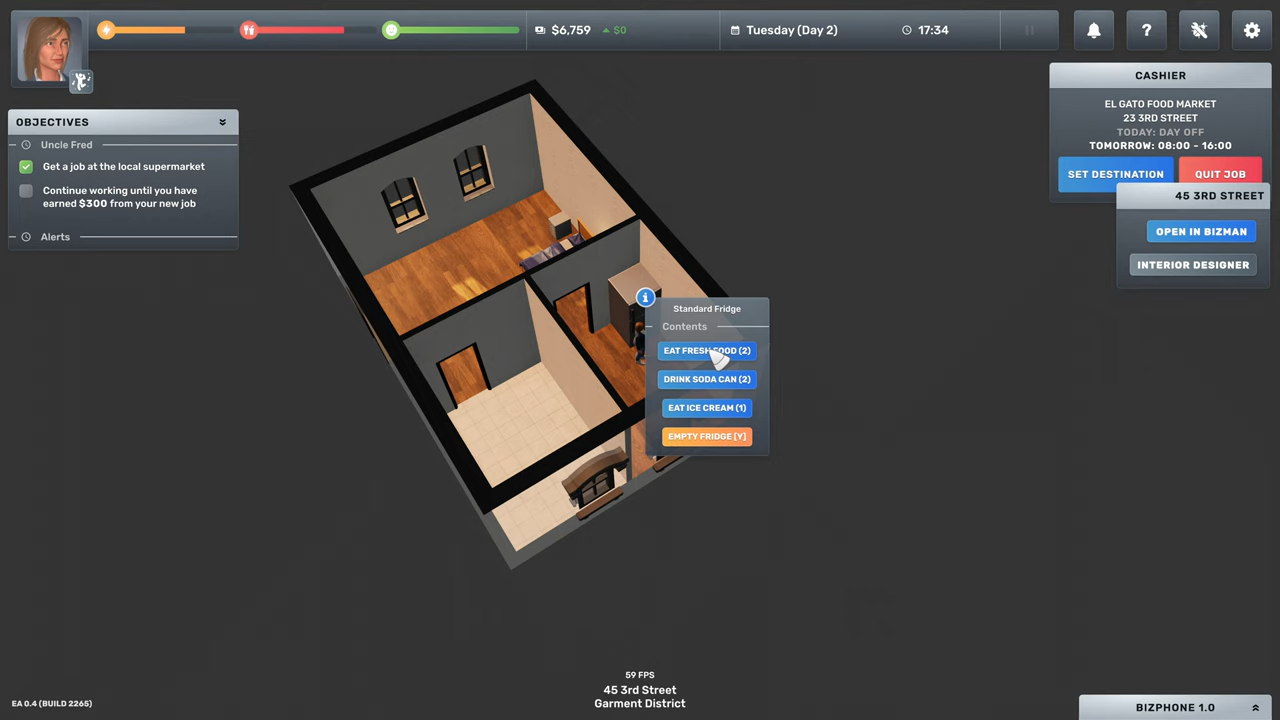 $6,759
$0
Tuesday (Day 2)
17:34
?
OBJECTIVES
Uncle Fred
Get a job at the local supermarket
Continue working until you have
earned $300 from your new job
Alerts
CASHIER
EL GATO FOOD MARKET
23 3RD STREET
TODAY: DAY OFF
TOMORROW: 08:00 - 16:00
SET DESTINATION
QUIT JOB
45 3RD STREET
OPEN IN BIZMAN
INTERIOR DESIGNER
i
Standard Fridge
Contents
EAT FRESH FOOD (2)
DRINK SODA CAN (2)
EAT ICE CREAM (1)
EMPTY FRIDGE [Y]
59 FPS
45 3rd Street
Garment District
EA 0.4 (BUILD 2265)
BIZPHONE 1.0